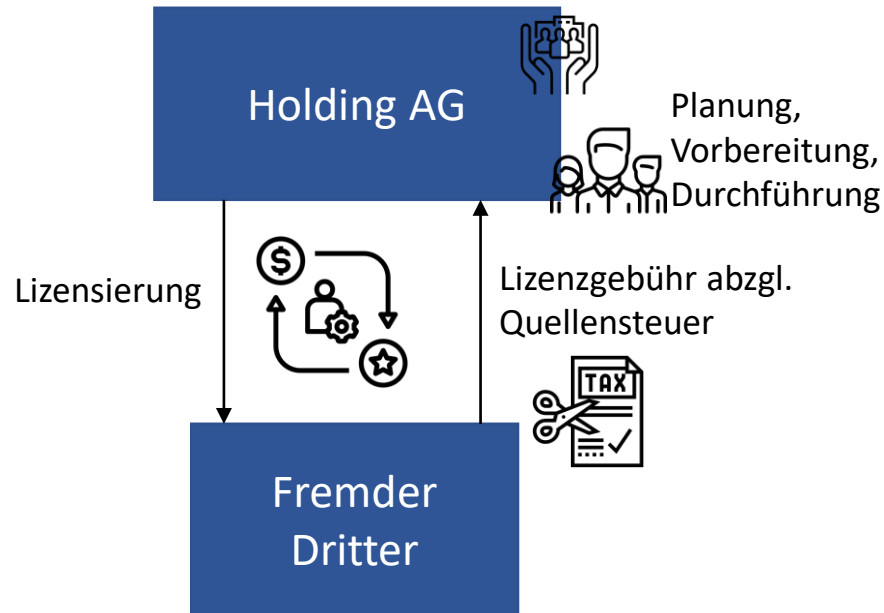 Holding AG
Planung,
Vorbereitung,
Durchführung
Lizensierung
$
Lizenzgebühr abzgl.
Quellensteuer
TAX
Fremder
Dritter